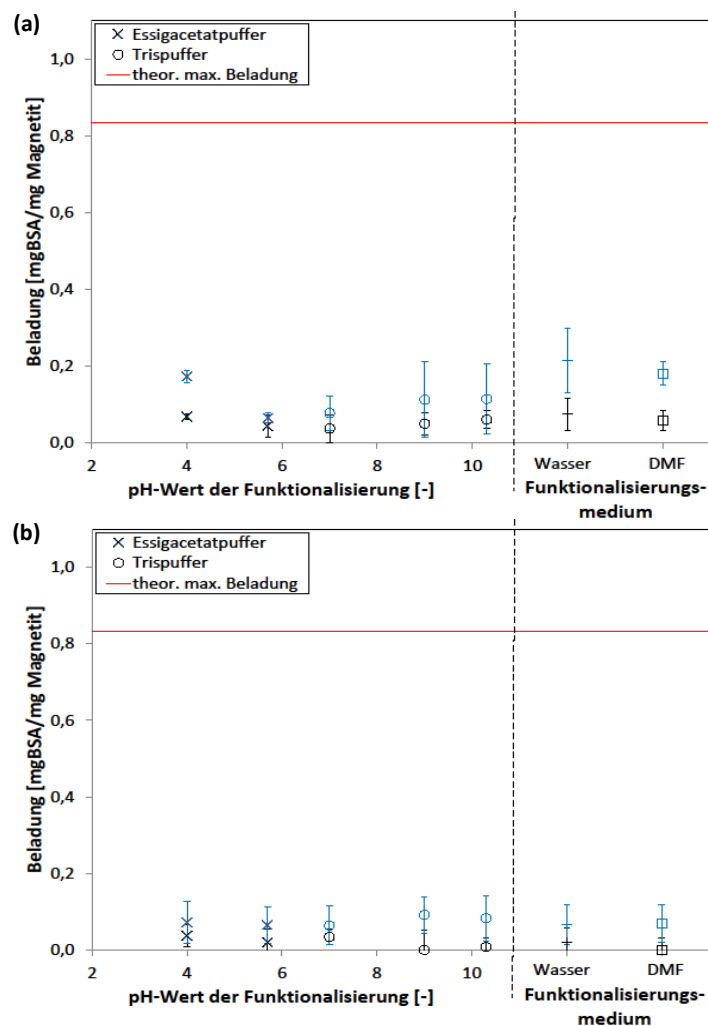 (a)
Essigacetatpuffer
Trispuffer
theor. max. Beladung
Beladung [mgBSA/mg Magnetit]
1,0
0,8
0,6
0,4
0,2
0,0
2 4 6 8 10 Wasser DMF
pH-Wert der Funktionalisierung [-] Funktionalisierungs-
medium
(b)
Essigacetatpuffer
Trispuffer
theor. max. Beladung
Beladung [mgBSA/mg Magnetit]
1,0
0,8
0,6
0,4
0,2
0,0
2 4 6 8 10 Wasser DMF
pH-Wert der Funktionalisierung [-] Funktionalisierungs-
medium